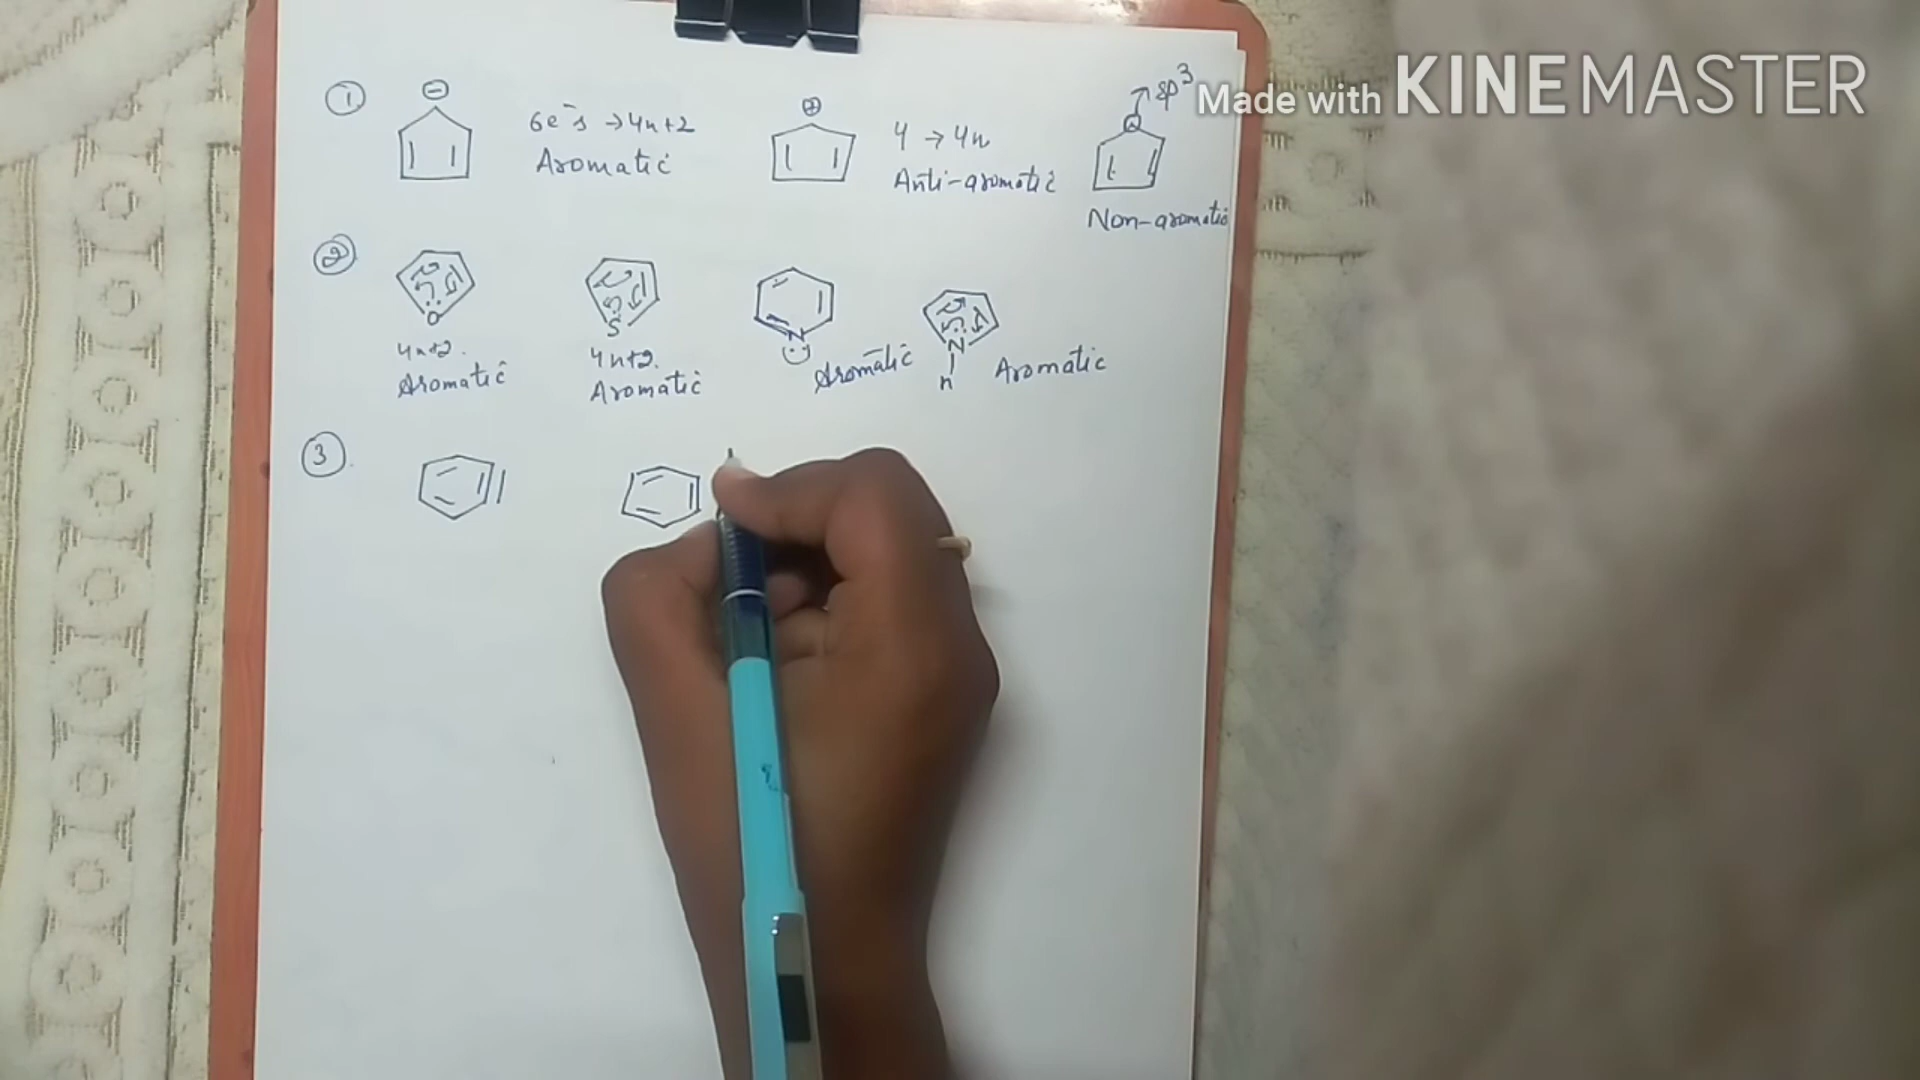 Made with KINEMASTER
1 ⊖ 6e⁻s → 4n+2 ⊕ 4 → 4n sp³
Aromatic Anti-aromatic
Non-aromatic
2
O S N N
4n+2. 4n+2. Aromatic H Aromatic
Aromatic Aromatic
3.